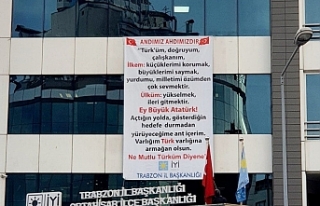 ANDIMIZ AHDIMIZDIR
"Türk'üm, doğruyum,
çalışkanım,
İlkem: küçüklerimi korumak,
büyüklerimi saymak,
yurdumu, milletimi özümden
çok sevmektir.
Ülküm: yükselmek,
ileri gitmektir.
Ey Büyük Atatürk!
Açtığın yolda, gösterdiğin
hedefe durmadan
yürüyeceğime ant içerim.
Varlığım Türk varlığına
armağan olsun.
Ne Mutlu Türküm Diyene"
İYİ
TRABZON İL BAŞKANLIĞI
İYİ
TRABZON İL BAŞKANLIĞI
ORTAHİSAR İLÇE BAŞKANLIĞI